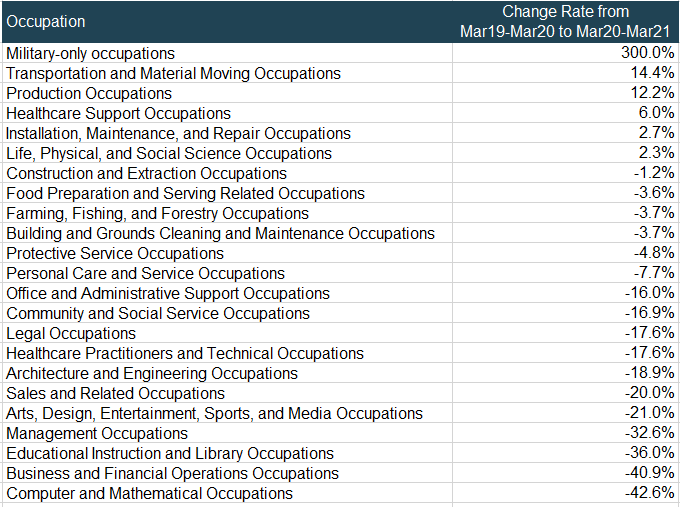 Occupation
Change Rate from
Mar19-Mar20 to Mar20-Mar21
Military-only occupations 300.0%
Transportation and Material Moving Occupations 14.4%
Production Occupations 12.2%
Healthcare Support Occupations 6.0%
Installation, Maintenance, and Repair Occupations 2.7%
Life, Physical, and Social Science Occupations 2.3%
Construction and Extraction Occupations -1.2%
Food Preparation and Serving Related Occupations -3.6%
Farming, Fishing, and Forestry Occupations -3.7%
Building and Grounds Cleaning and Maintenance Occupations -3.7%
Protective Service Occupations -4.8%
Personal Care and Service Occupations -7.7%
Office and Administrative Support Occupations -16.0%
Community and Social Service Occupations -16.9%
Legal Occupations -17.6%
Healthcare Practitioners and Technical Occupations -17.6%
Architecture and Engineering Occupations -18.9%
Sales and Related Occupations -20.0%
Arts, Design, Entertainment, Sports, and Media Occupations -21.0%
Management Occupations -32.6%
Educational Instruction and Library Occupations -36.0%
Business and Financial Operations Occupations -40.9%
Computer and Mathematical Occupations -42.6%